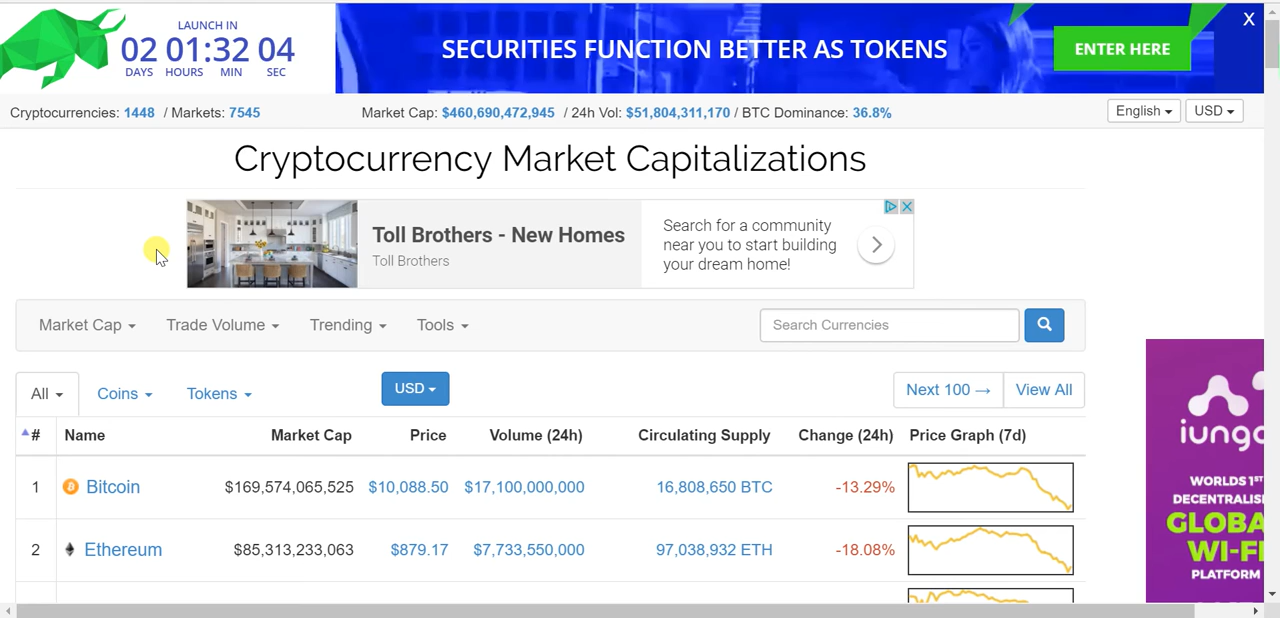 LAUNCH IN
02 01:32 04
DAYS HOURS MIN SEC
SECURITIES FUNCTION BETTER AS TOKENS
ENTER HERE
X
Cryptocurrencies: 1448 / Markets: 7545
Market Cap: $460,690,472,945 / 24h Vol: $51,804,311,170 / BTC Dominance: 36.8%
English
USD
Cryptocurrency Market Capitalizations
Toll Brothers - New Homes
Toll Brothers
Search for a community
near you to start building
your dream home!
Market Cap Trade Volume Trending Tools
Search Currencies
All Coins Tokens
USD
Next 100 → View All
# Name Market Cap Price Volume (24h) Circulating Supply Change (24h) Price Graph (7d)
1 Bitcoin $169,574,065,525 $10,088.50 $17,100,000,000 16,808,650 BTC -13.29%
2 Ethereum $85,313,233,063 $879.17 $7,733,550,000 97,038,932 ETH -18.08%
WORLDS 1ST
GLOBA
WI-FI
PLATFORM